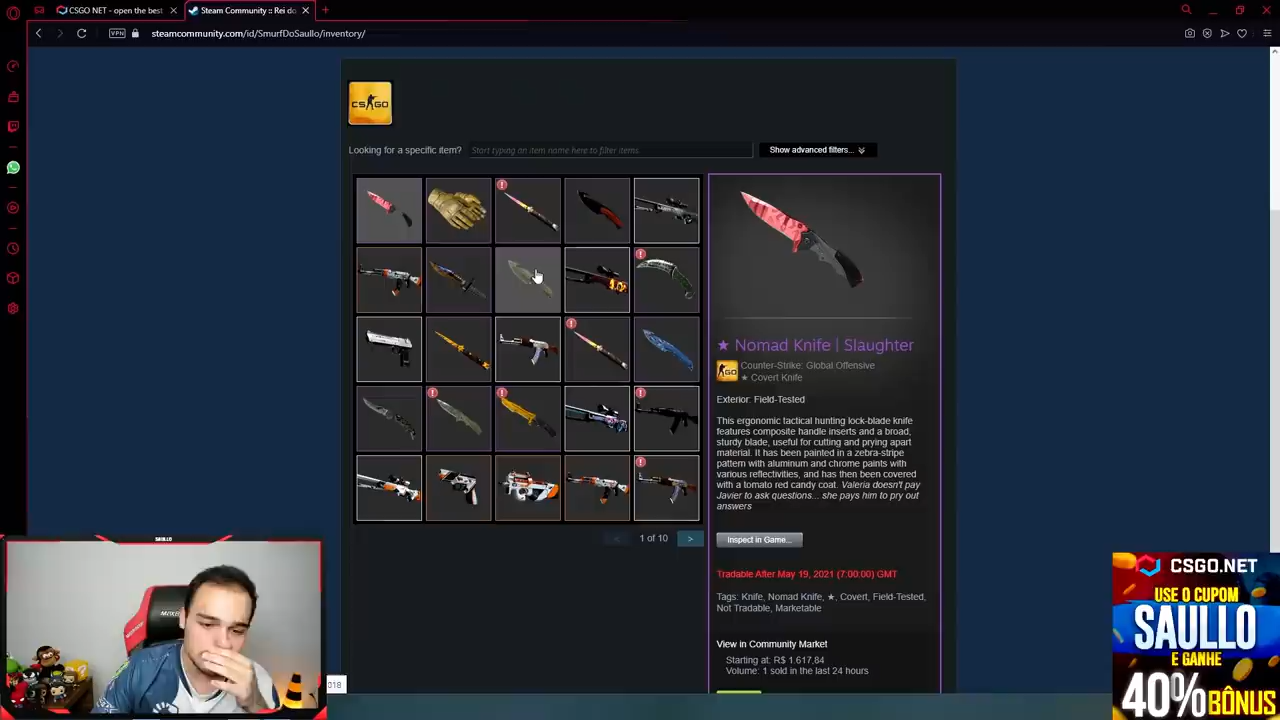 CSGO.NET - open the best
Steam Community :: Rei do
VPN
steamcommunity.com/id/SmurfDoSaullo/inventory/
CS GO
Looking for a specific item?
Start typing an item name here to filter items.
Show advanced filters...
★ Nomad Knife | Slaughter
GO
Counter-Strike: Global Offensive
★ Covert Knife
Exterior: Field-Tested
This ergonomic tactical hunting lock-blade knife
features composite handle inserts and a broad,
sturdy blade, useful for cutting and prying apart
material. It has been painted in a zebra-stripe
pattern with aluminum and chrome paints with
various reflectivities, and has then been covered
with a tomato red candy coat. Valeria doesn't pay
Javier to ask questions... she pays him to pry out
answers
< 1 of 10 >
Inspect in Game...
Tradable After May 19, 2021 (7:00:00) GMT
Tags: Knife, Nomad Knife, ★, Covert, Field-Tested,
Not Tradable, Marketable
View in Community Market
Starting at: R$ 1.617,84
Volume: 1 sold in the last 24 hours
SAULLO
018
CSGO.NET
USE O CUPOM
SAULLO
E GANHE
40% BÔNUS